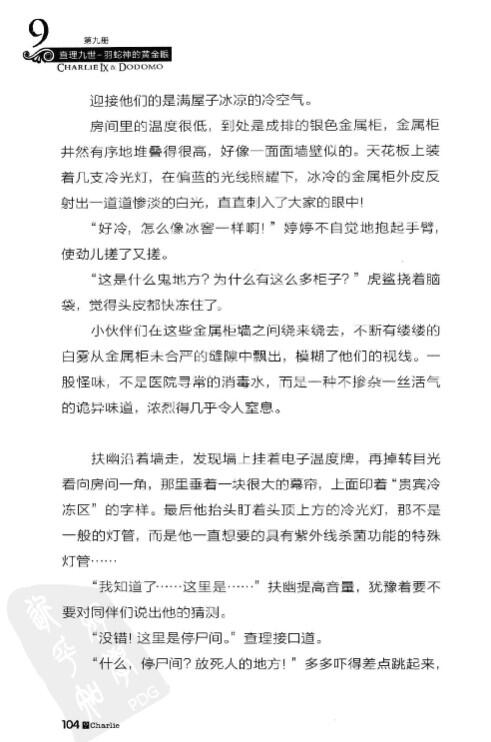 9
第九册
查理九世-羽蛇神的黄金眼
CHARLIE IX & DODOMO
迎接他们的是满屋子冰凉的冷空气。
房间里的温度很低，到处是成排的银色金属柜，金属柜
井然有序地堆叠得很高，好像一面面墙壁似的。天花板上装
着几支冷光灯，在偏蓝的光线照耀下，冰冷的金属柜外皮反
射出一道道惨淡的白光，直直刺入了大家的眼中！
“好冷，怎么像冰窖一样啊！”婷婷不自觉地抱起手臂，
使劲儿搓了又搓。
“这是什么鬼地方？为什么有这么多柜子？”虎鲨挠着脑
袋，觉得头皮都快冻住了。
小伙伴们在这些金属柜墙之间绕来绕去，不断有缕缕的
白雾从金属柜未合严的缝隙中飘出，模糊了他们的视线。一
股怪味，不是医院寻常的消毒水，而是一种不掺杂一丝活气
的诡异味道，浓烈得几乎令人窒息。
扶幽沿着墙走，发现墙上挂着电子温度牌，再掉转目光
看向房间一角，那里垂着一块很大的幕帘，上面印着“贵宾冷
冻区”的字样。最后他抬头盯着头顶上方的冷光灯，那不是
一般的灯管，而是他一直想要的具有紫外线杀菌功能的特殊
灯管……
“我知道了……这里是……”扶幽提高音量，犹豫着要不
要对同伴们说出他的猜测。
“没错！这里是停尸间。”查理接口道。
“什么，停尸间？放死人的地方！”多多吓得差点跳起来，
PDG
104 Charlie